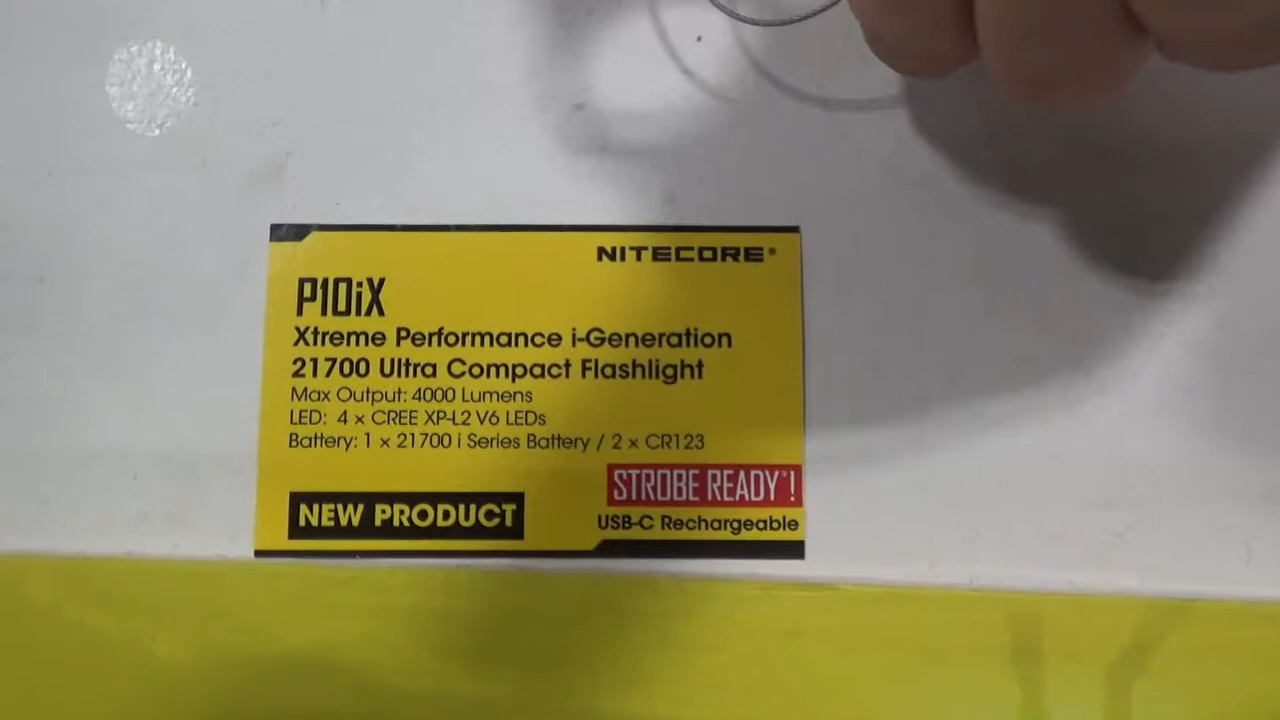 NITECORE®
P10iX
Xtreme Performance i-Generation
21700 Ultra Compact Flashlight
Max Output: 4000 Lumens
LED: 4 x CREE XP-L2 V6 LEDs
Battery: 1 x 21700 i Series Battery / 2 x CR123
STROBE READY™!
NEW PRODUCT
USB-C Rechargeable